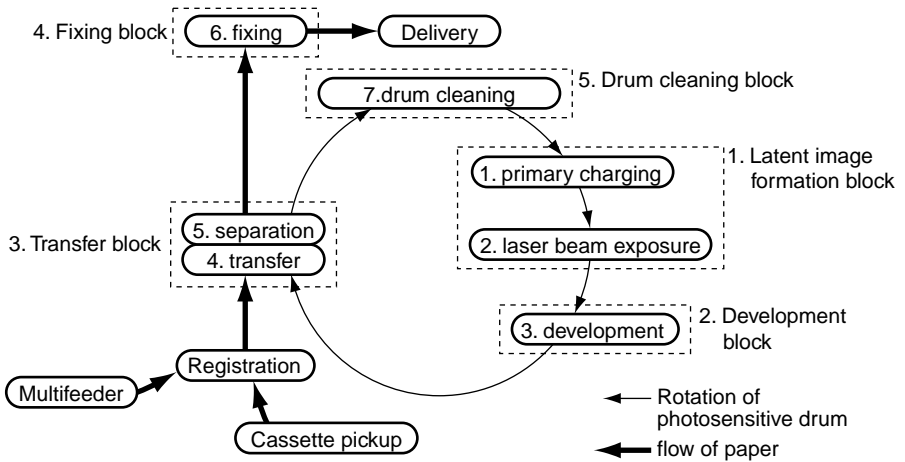 4. Fixing block
6. fixing
Delivery
7.drum cleaning
5. Drum cleaning block
1. primary charging
1. Latent image
formation block
2. laser beam exposure
3. Transfer block
5. separation
4. transfer
3. development
2. Development
block
Registration
Multifeeder
Cassette pickup
Rotation of
photosensitive drum
flow of paper